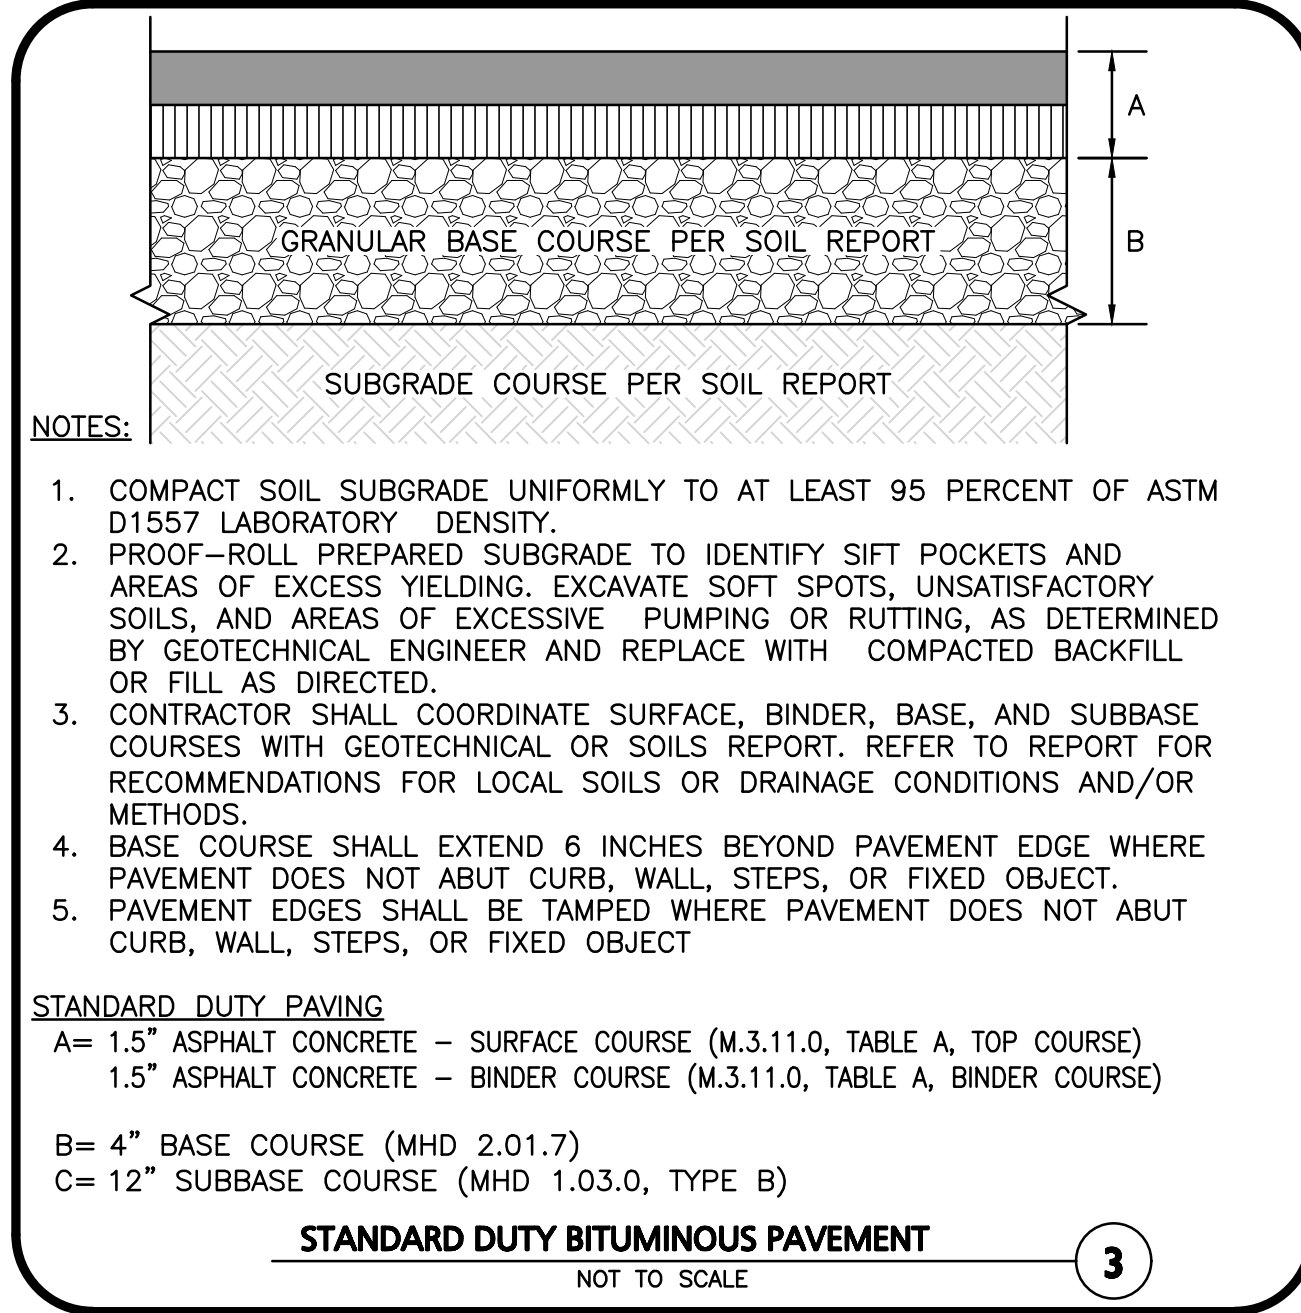 A
GRANULAR BASE COURSE PER SOIL REPORT
B
SUBGRADE COURSE PER SOIL REPORT
NOTES:
1. COMPACT SOIL SUBGRADE UNIFORMLY TO AT LEAST 95 PERCENT OF ASTM
D1557 LABORATORY DENSITY.
2. PROOF-ROLL PREPARED SUBGRADE TO IDENTIFY SIFT POCKETS AND
AREAS OF EXCESS YIELDING. EXCAVATE SOFT SPOTS, UNSATISFACTORY
SOILS, AND AREAS OF EXCESSIVE PUMPING OR RUTTING, AS DETERMINED
BY GEOTECHNICAL ENGINEER AND REPLACE WITH COMPACTED BACKFILL
OR FILL AS DIRECTED.
3. CONTRACTOR SHALL COORDINATE SURFACE, BINDER, BASE, AND SUBBASE
COURSES WITH GEOTECHNICAL OR SOILS REPORT. REFER TO REPORT FOR
RECOMMENDATIONS FOR LOCAL SOILS OR DRAINAGE CONDITIONS AND/OR
METHODS.
4. BASE COURSE SHALL EXTEND 6 INCHES BEYOND PAVEMENT EDGE WHERE
PAVEMENT DOES NOT ABUT CURB, WALL, STEPS, OR FIXED OBJECT.
5. PAVEMENT EDGES SHALL BE TAMPED WHERE PAVEMENT DOES NOT ABUT
CURB, WALL, STEPS, OR FIXED OBJECT
STANDARD DUTY PAVING
A= 1.5" ASPHALT CONCRETE - SURFACE COURSE (M.3.11.0, TABLE A, TOP COURSE)
1.5" ASPHALT CONCRETE - BINDER COURSE (M.3.11.0, TABLE A, BINDER COURSE)
B= 4" BASE COURSE (MHD 2.01.7)
C= 12" SUBBASE COURSE (MHD 1.03.0, TYPE B)
STANDARD DUTY BITUMINOUS PAVEMENT
3
NOT TO SCALE